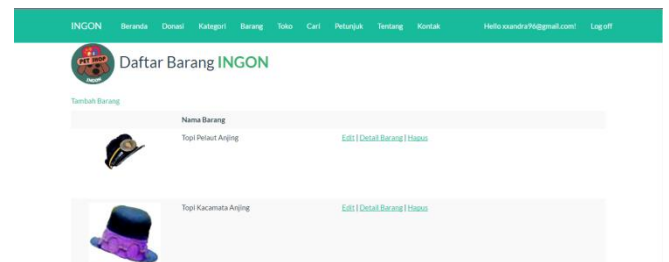 INGON Beranda Donasi Kategori Barang Toko Cari Petunjuk Tentang Kontak Hello xxandra96@gmail.com! Log off
PET SHOP
INGON
Daftar Barang INGON
Tambah Barang
Nama Barang
Topi Pelaut Anjing Edit | Detail Barang | Hapus
Topi Kacamata Anjing Edit | Detail Barang | Hapus